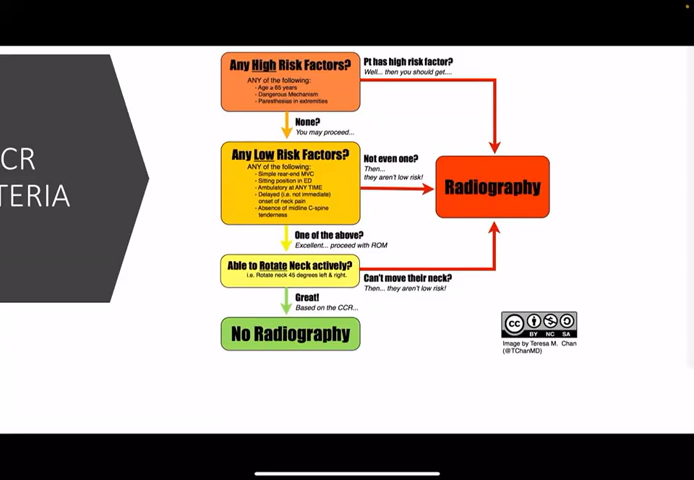 CR
TERIA
Any High Risk Factors?
ANY of the following:
- Age ≥ 65 years
- Dangerous Mechanism
- Paresthesias in extremities
Pt has high risk factor?
Well... then you should get....
None?
You may proceed...
Any Low Risk Factors?
ANY of the following:
- Simple rear-end MVC
- Sitting position in ED
- Ambulatory at ANY TIME
- Delayed (i.e. not immediate)
onset of neck pain
- Absence of midline C-spine
tenderness
Not even one?
Then...
they aren't low risk!
Radiography
One of the above?
Excellent... proceed with ROM
Able to Rotate Neck actively?
i.e. Rotate neck 45 degrees left & right.
Can't move their neck?
Then... they aren't low risk!
Great!
Based on the CCR...
No Radiography
CC
BY NC SA
Image by Teresa M. Chan
(@TChanMD)